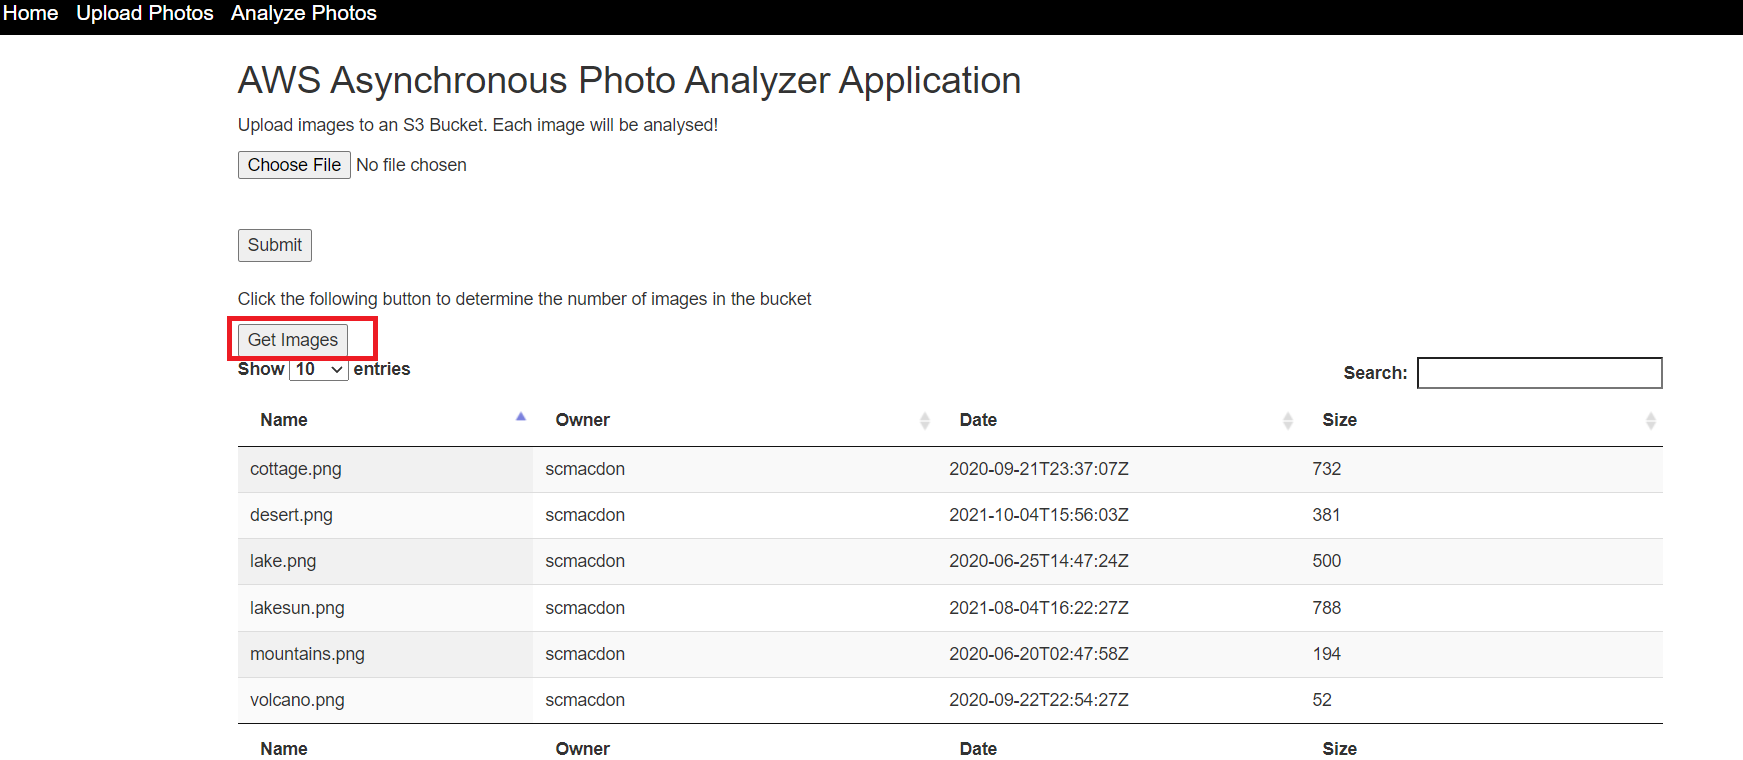 Home Upload Photos Analyze Photos
AWS Asynchronous Photo Analyzer Application
Upload images to an S3 Bucket. Each image will be analysed!
Choose File No file chosen
Submit
Click the following button to determine the number of images in the bucket
Get Images
Show 10 entries Search:
Name Owner Date Size
cottage.png scmacdon 2020-09-21T23:37:07Z 732
desert.png scmacdon 2021-10-04T15:56:03Z 381
lake.png scmacdon 2020-06-25T14:47:24Z 500
lakesun.png scmacdon 2021-08-04T16:22:27Z 788
mountains.png scmacdon 2020-06-20T02:47:58Z 194
volcano.png scmacdon 2020-09-22T22:54:27Z 52
Name Owner Date Size